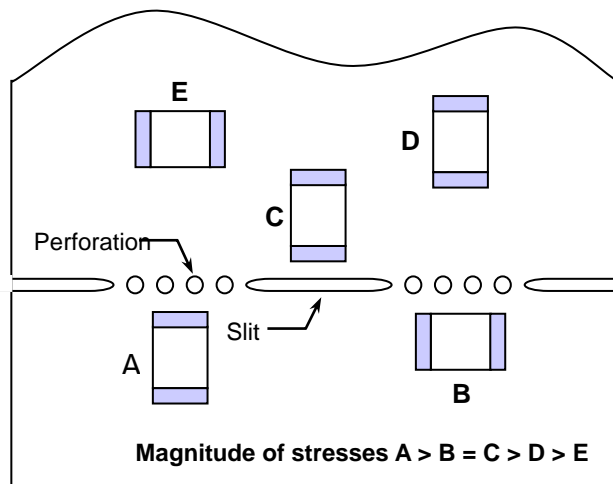 E
D
C
Perforation
Slit
A
B
Magnitude of stresses A > B = C > D > E